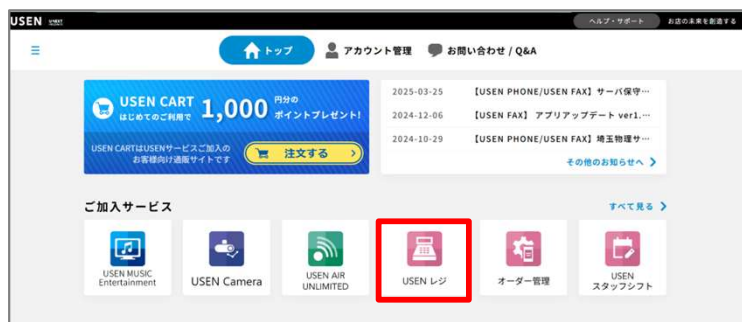 USEN U-NEXT
ヘルプ・サポート お店の未来を創造する
トップ アカウント管理 お問い合わせ / Q&A
USEN CART
はじめてのご利用で
1,000 円分の
ポイントプレゼント!
USEN CARTはUSENサービスご加入の
お客様向け通販サイトです
注文する
2025-03-25 【USEN PHONE/USEN FAX】サーバ保守…
2024-12-06 【USEN FAX】 アプリアップデート ver1.…
2024-10-29 【USEN PHONE/USEN FAX】埼玉物理サ…
その他のお知らせへ
ご加入サービス すべて見る
USEN MUSIC
Entertainment
USEN Camera
USEN AIR
UNLIMITED
USEN レジ
オーダー管理
USEN
スタッフシフト